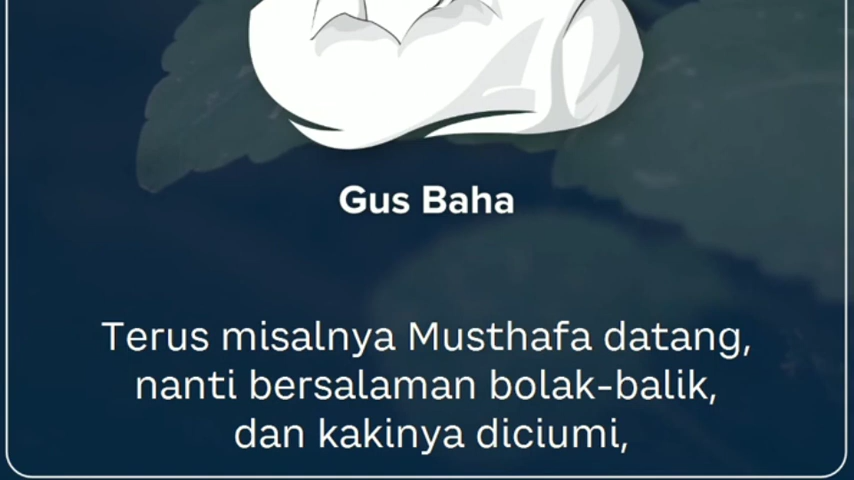 Gus Baha
Terus misalnya Musthafa datang,
nanti bersalaman bolak-balik,
dan kakinya diciumi,